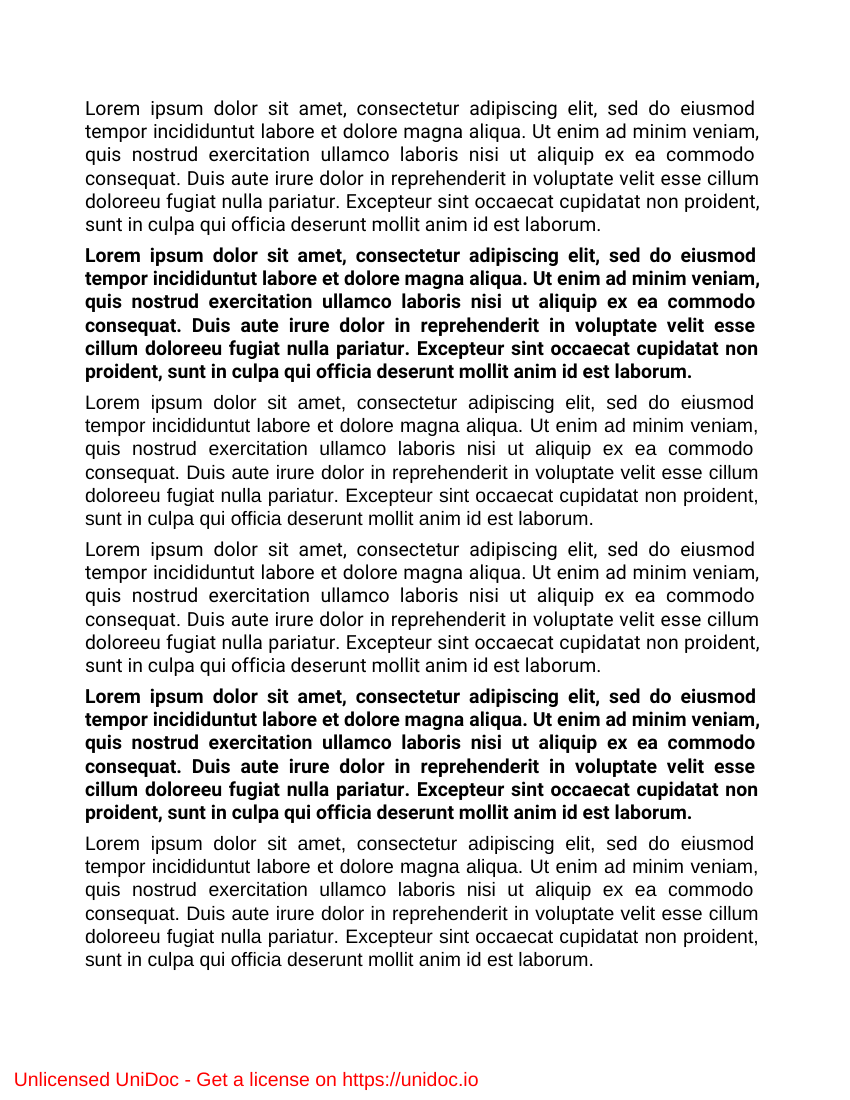 Lorem ipsum dolor sit amet, consectetur adipiscing elit, sed do eiusmod
tempor incididuntut labore et dolore magna aliqua. Ut enim ad minim veniam,
quis nostrud exercitation ullamco laboris nisi ut aliquip ex ea commodo
consequat. Duis aute irure dolor in reprehenderit in voluptate velit esse cillum
doloreeu fugiat nulla pariatur. Excepteur sint occaecat cupidatat non proident,
sunt in culpa qui officia deserunt mollit anim id est laborum.
Lorem ipsum dolor sit amet, consectetur adipiscing elit, sed do eiusmod
tempor incididuntut labore et dolore magna aliqua. Ut enim ad minim veniam,
quis nostrud exercitation ullamco laboris nisi ut aliquip ex ea commodo
consequat. Duis aute irure dolor in reprehenderit in voluptate velit esse
cillum doloreeu fugiat nulla pariatur. Excepteur sint occaecat cupidatat non
proident, sunt in culpa qui officia deserunt mollit anim id est laborum.
Lorem ipsum dolor sit amet, consectetur adipiscing elit, sed do eiusmod
tempor incididuntut labore et dolore magna aliqua. Ut enim ad minim veniam,
quis nostrud exercitation ullamco laboris nisi ut aliquip ex ea commodo
consequat. Duis aute irure dolor in reprehenderit in voluptate velit esse cillum
doloreeu fugiat nulla pariatur. Excepteur sint occaecat cupidatat non proident,
sunt in culpa qui officia deserunt mollit anim id est laborum.
Lorem ipsum dolor sit amet, consectetur adipiscing elit, sed do eiusmod
tempor incididuntut labore et dolore magna aliqua. Ut enim ad minim veniam,
quis nostrud exercitation ullamco laboris nisi ut aliquip ex ea commodo
consequat. Duis aute irure dolor in reprehenderit in voluptate velit esse cillum
doloreeu fugiat nulla pariatur. Excepteur sint occaecat cupidatat non proident,
sunt in culpa qui officia deserunt mollit anim id est laborum.
Lorem ipsum dolor sit amet, consectetur adipiscing elit, sed do eiusmod
tempor incididuntut labore et dolore magna aliqua. Ut enim ad minim veniam,
quis nostrud exercitation ullamco laboris nisi ut aliquip ex ea commodo
consequat. Duis aute irure dolor in reprehenderit in voluptate velit esse
cillum doloreeu fugiat nulla pariatur. Excepteur sint occaecat cupidatat non
proident, sunt in culpa qui officia deserunt mollit anim id est laborum.
Lorem ipsum dolor sit amet, consectetur adipiscing elit, sed do eiusmod
tempor incididuntut labore et dolore magna aliqua. Ut enim ad minim veniam,
quis nostrud exercitation ullamco laboris nisi ut aliquip ex ea commodo
consequat. Duis aute irure dolor in reprehenderit in voluptate velit esse cillum
doloreeu fugiat nulla pariatur. Excepteur sint occaecat cupidatat non proident,
sunt in culpa qui officia deserunt mollit anim id est laborum.
Unlicensed UniDoc - Get a license on https://unidoc.io